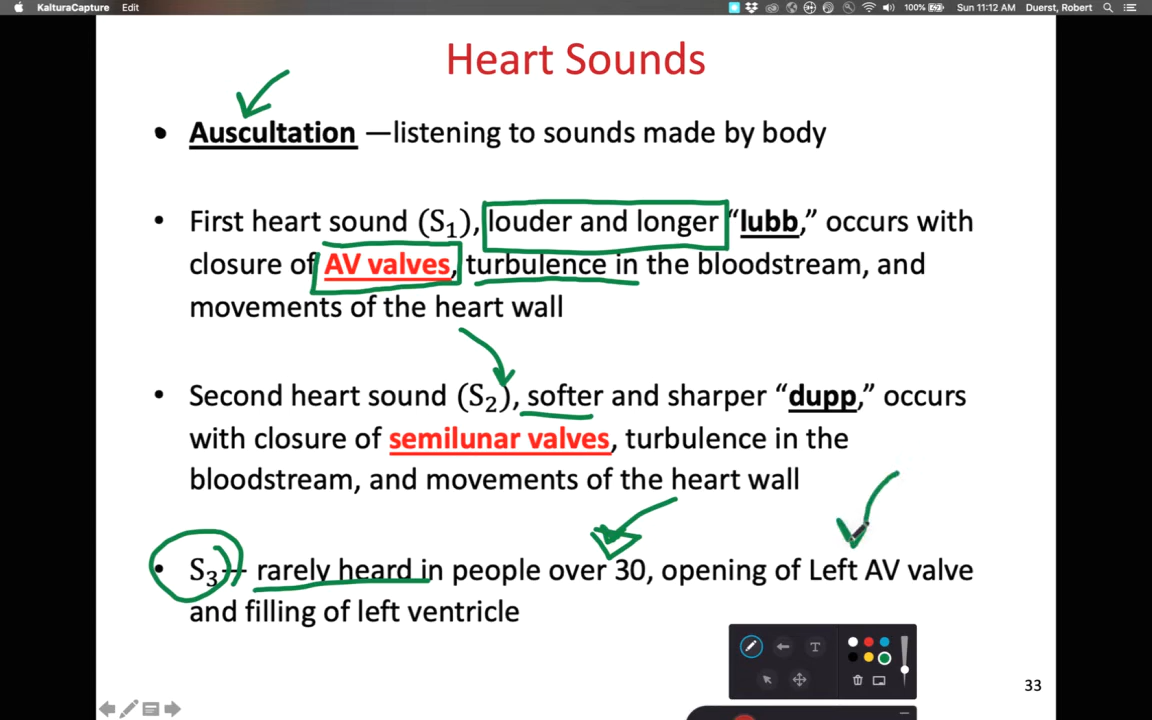 KalturaCapture Edit 100% Sun 11:12 AM Duerst, Robert
Heart Sounds
• Auscultation —listening to sounds made by body
• First heart sound (S₁), louder and longer “lubb,” occurs with
closure of AV valves, turbulence in the bloodstream, and
movements of the heart wall
• Second heart sound (S₂), softer and sharper “dupp,” occurs
with closure of semilunar valves, turbulence in the
bloodstream, and movements of the heart wall
• S₃— rarely heard in people over 30, opening of Left AV valve
and filling of left ventricle
T
33